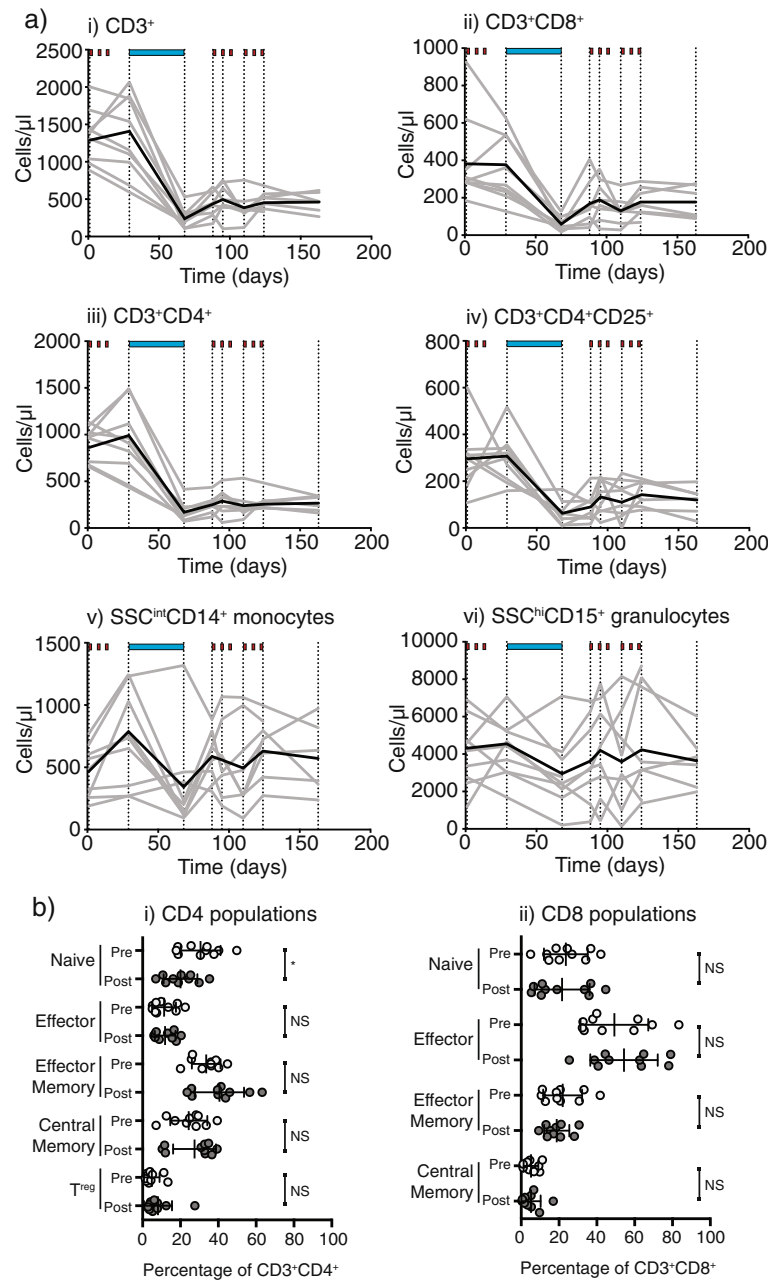 a)
i) CD3⁺
ii) CD3⁺CD8⁺
Cells/µl
2500
2000
1500
1000
500
0
0 50 100 150 200
Time (days)
Cells/µl
1000
800
600
400
200
0
0 50 100 150 200
Time (days)
iii) CD3⁺CD4⁺
iv) CD3⁺CD4⁺CD25⁺
Cells/µl
2000
1500
1000
500
0
0 50 100 150 200
Time (days)
Cells/µl
800
600
400
200
0
0 50 100 150 200
Time (days)
v) SSCⁱⁿᵗCD14⁺ monocytes
vi) SSCʰⁱCD15⁺ granulocytes
Cells/µl
1500
1000
500
0
0 50 100 150 200
Time (days)
Cells/µl
10000
8000
6000
4000
2000
0
0 50 100 150 200
Time (days)
b)
i) CD4 populations
Naive
Pre
Post
*
Effector
Pre
Post
NS
Effector
Memory
Pre
Post
NS
Central
Memory
Pre
Post
NS
Tʳᵉᵍ
Pre
Post
NS
0 20 40 60 80 100
Percentage of CD3⁺CD4⁺
ii) CD8 populations
Naive
Pre
Post
NS
Effector
Pre
Post
NS
Effector
Memory
Pre
Post
NS
Central
Memory
Pre
Post
NS
0 20 40 60 80 100
Percentage of CD3⁺CD8⁺